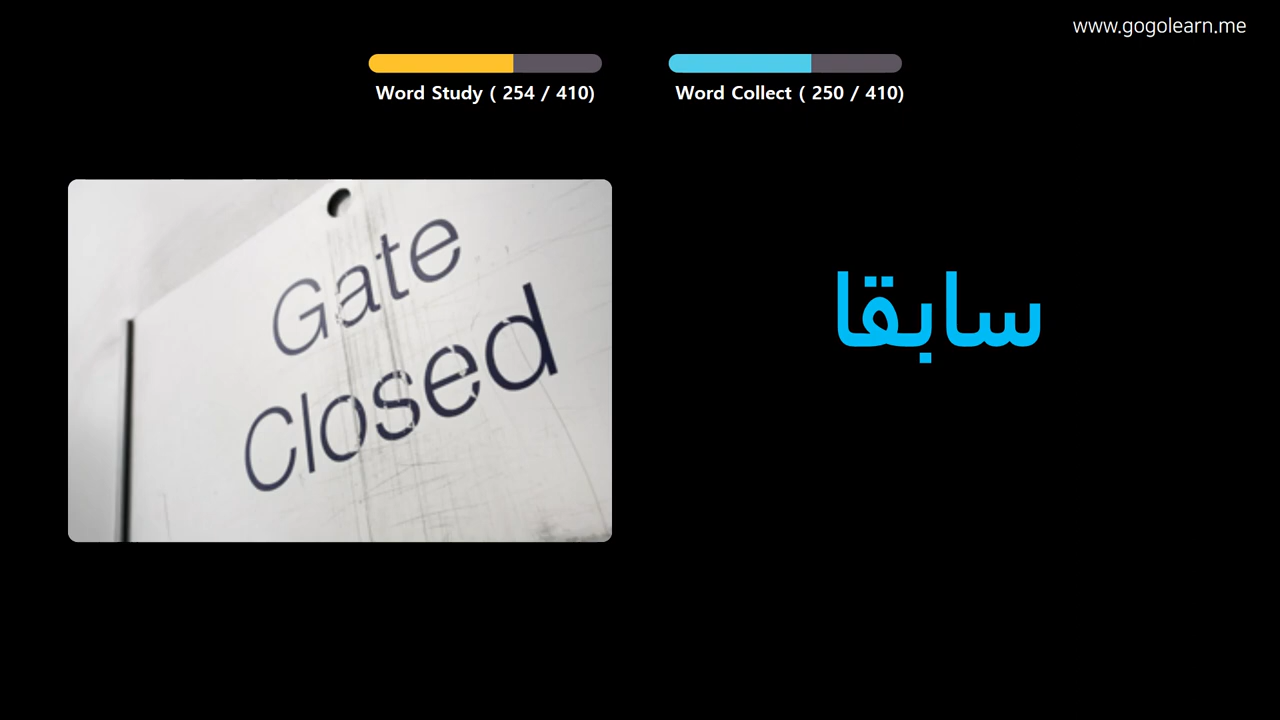 www.gogolearn.me
Word Study ( 254 / 410)
Word Collect ( 250 / 410)
Gate
Closed
سابقا